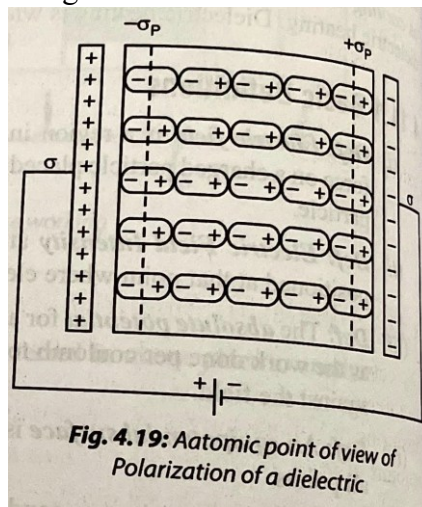 −σₚ +σₚ
σ σ
− + − + − + − + − +
− + − + − + − + − +
− + − + − + − + − +
− + − + − + − + − +
− + − + − + − + − +
+ −
Fig. 4.19: Aatomic point of view of
Polarization of a dielectric